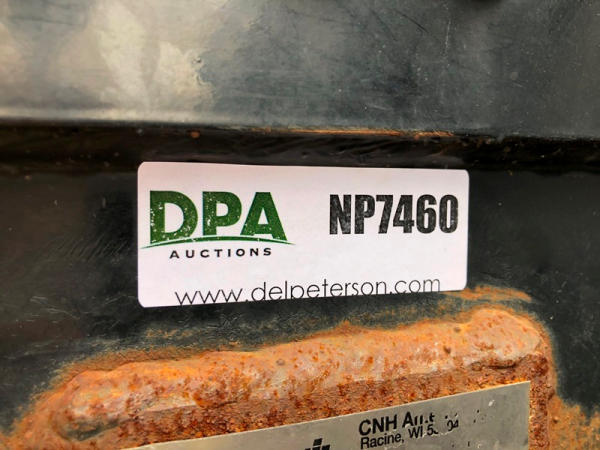 DPA
AUCTIONS
NP7460
www.delpeterson.com
CNH
Racine, WI